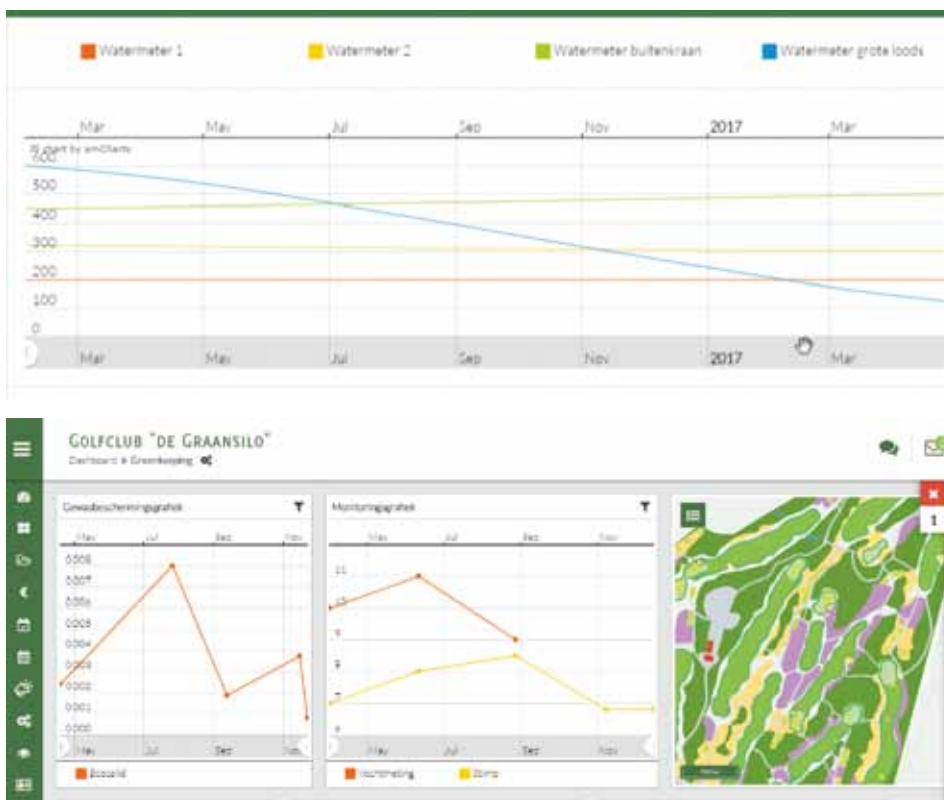 Watermeter 1 Watermeter 2 Watermeter buitenkraan Watermeter grote loods
Mar May Jul Sep Nov 2017 Mar
JS chart by amCharts
600
500
400
300
200
100
0
Mar May Jul Sep Nov 2017 Mar
GOLFCLUB "DE GRAANSILO"
Dashboard » Greenkeeping
Gewasbeschermingsgrafiek
May Jul Sep Nov
0.008
0.007
0.006
0.005
0.004
0.003
0.002
0.001
0.000
May Jul Sep Nov
Monitoringsgrafiek
May Jul Sep Nov
11
10
9
8
7
6
May Jul Sep Nov
Vochtmeting Stimp
1